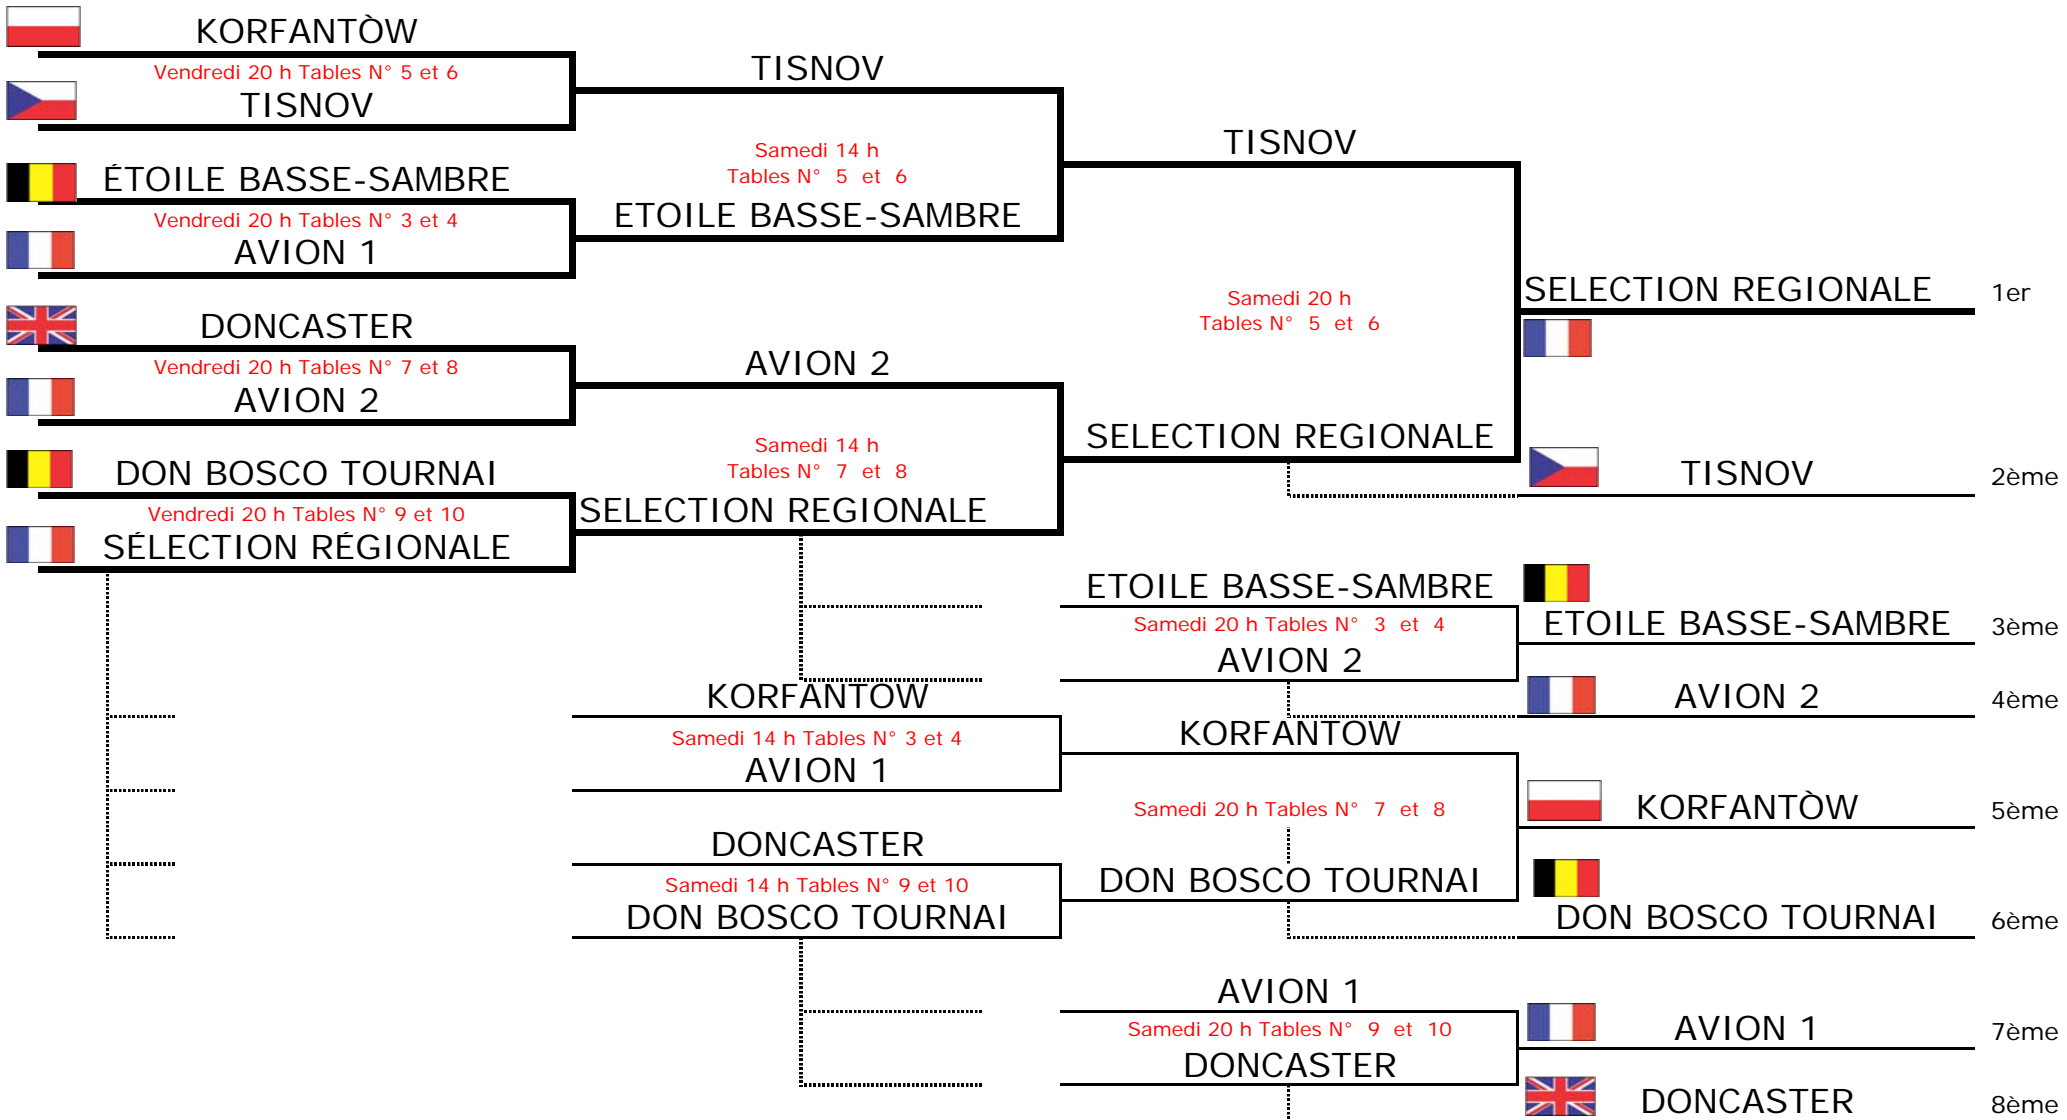 KORFANTÒW
Vendredi 20 h Tables N° 5 et 6
TISNOV
ÉTOILE BASSE-SAMBRE
Vendredi 20 h Tables N° 3 et 4
AVION 1
DONCASTER
Vendredi 20 h Tables N° 7 et 8
AVION 2
DON BOSCO TOURNAI
Vendredi 20 h Tables N° 9 et 10
SÉLECTION RÉGIONALE
TISNOV
Samedi 14 h
Tables N° 5 et 6
ETOILE BASSE-SAMBRE
AVION 2
Samedi 14 h
Tables N° 7 et 8
SELECTION REGIONALE
KORFANTOW
Samedi 14 h Tables N° 3 et 4
AVION 1
DONCASTER
Samedi 14 h Tables N° 9 et 10
DON BOSCO TOURNAI
TISNOV
Samedi 20 h
Tables N° 5 et 6
SELECTION REGIONALE
ETOILE BASSE-SAMBRE
Samedi 20 h Tables N° 3 et 4
AVION 2
KORFANTOW
Samedi 20 h Tables N° 7 et 8
DON BOSCO TOURNAI
AVION 1
Samedi 20 h Tables N° 9 et 10
DONCASTER
SELECTION REGIONALE 1er
TISNOV 2ème
ETOILE BASSE-SAMBRE 3ème
AVION 2 4ème
KORFANTÒW 5ème
DON BOSCO TOURNAI 6ème
AVION 1 7ème
DONCASTER 8ème